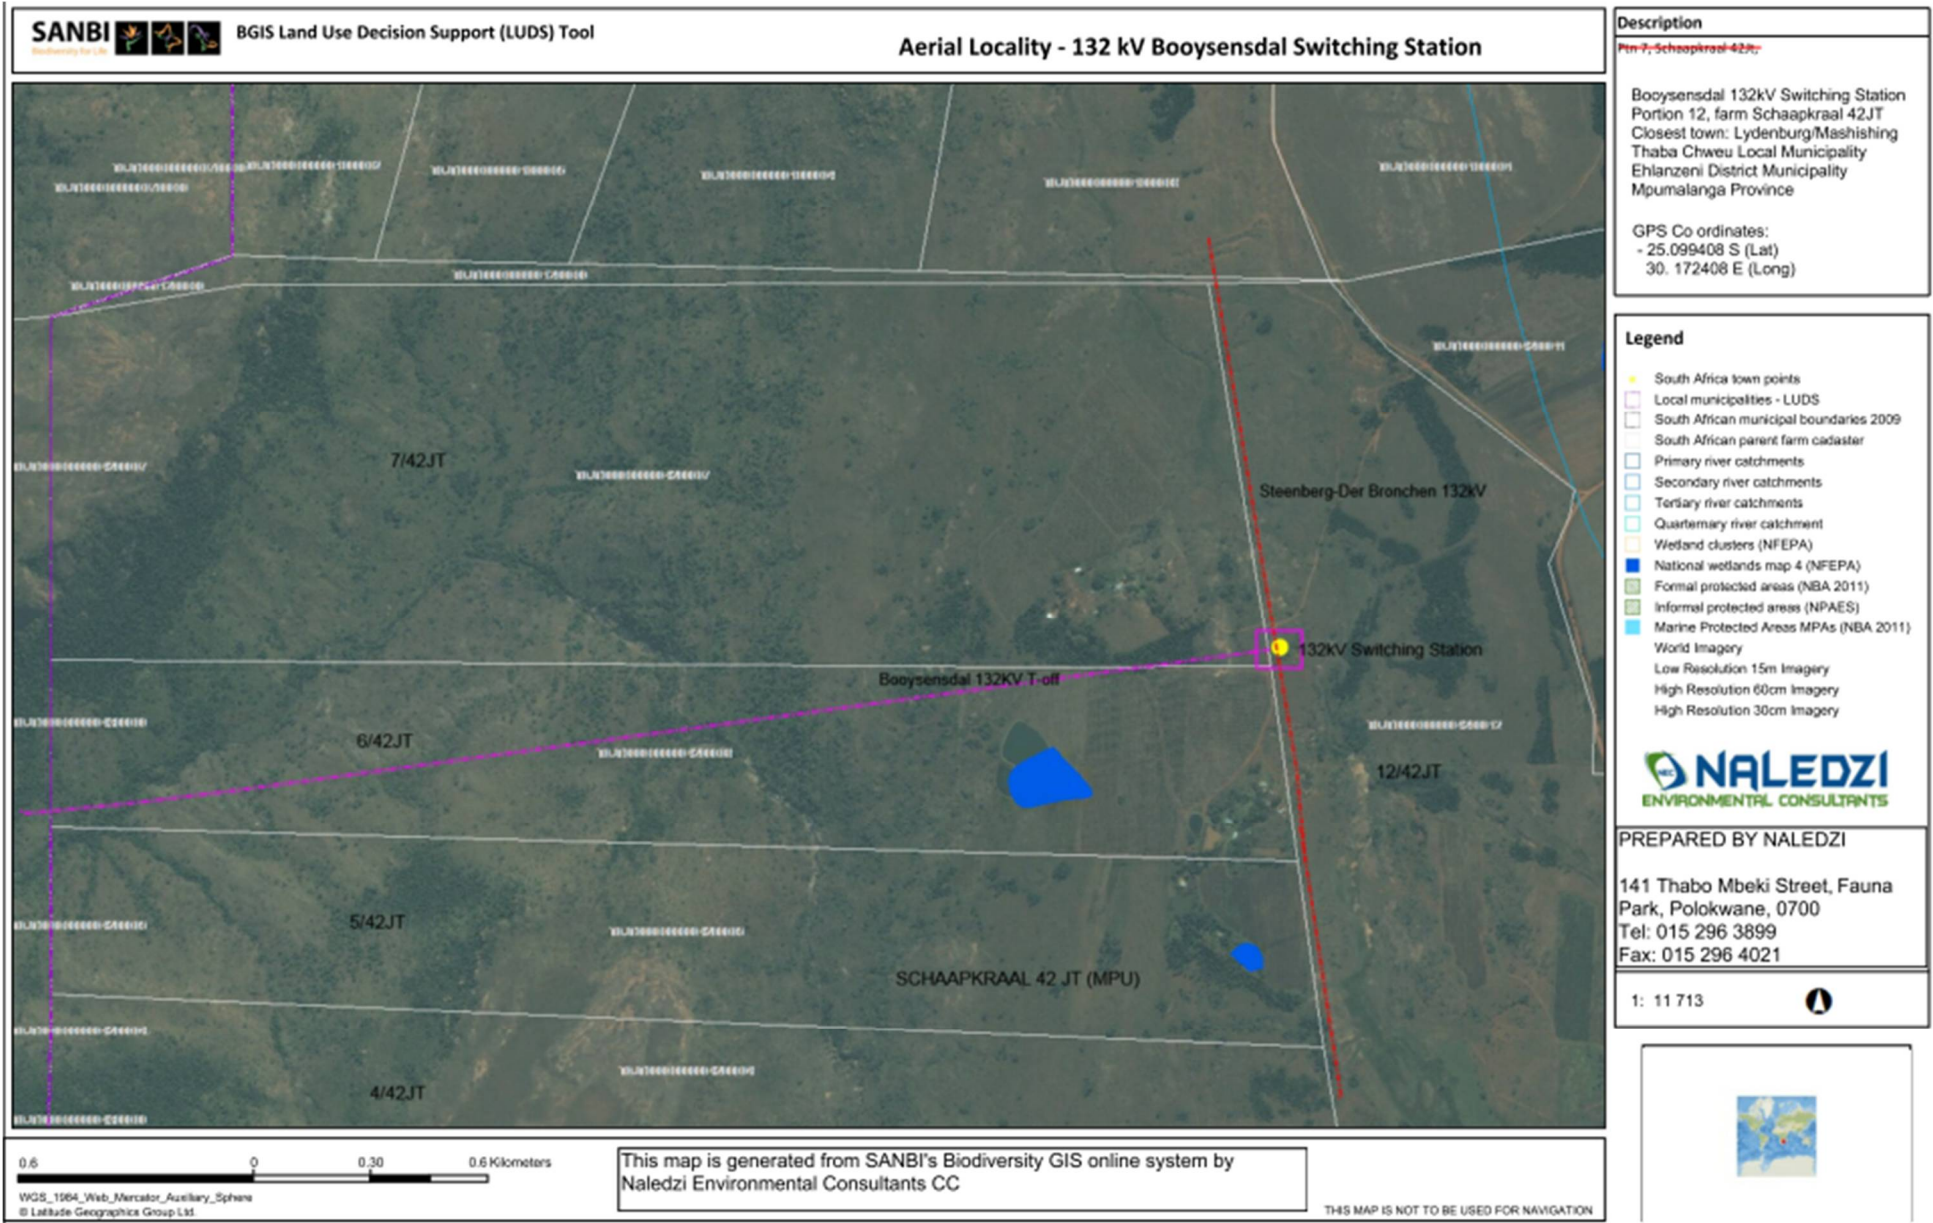 SANBI
Biodiversity for Life
BGIS Land Use Decision Support (LUDS) Tool
Aerial Locality - 132 kV Booysensdal Switching Station
7/42JT
Steenberg-Der Bronchen 132kV
132kV Switching Station
Booysensdal 132KV T-off
6/42JT
12/42JT
5/42JT
SCHAAPKRAAL 42 JT (MPU)
4/42JT
Description
Ptn 7, Schaapkraal 42Jt,
Booysensdal 132kV Switching Station
Portion 12, farm Schaapkraal 42JT
Closest town: Lydenburg/Mashishing
Thaba Chweu Local Municipality
Ehlanzeni District Municipality
Mpumalanga Province
GPS Co ordinates:
- 25.099408 S (Lat)
30. 172408 E (Long)
Legend
South Africa town points
Local municipalities - LUDS
South African municipal boundaries 2009
South African parent farm cadaster
Primary river catchments
Secondary river catchments
Tertiary river catchments
Quarternary river catchment
Wetland clusters (NFEPA)
National wetlands map 4 (NFEPA)
Formal protected areas (NBA 2011)
Informal protected areas (NPAES)
Marine Protected Areas MPAs (NBA 2011)
World Imagery
Low Resolution 15m Imagery
High Resolution 60cm Imagery
High Resolution 30cm Imagery
NEC NALEDZI
ENVIRONMENTAL CONSULTANTS
PREPARED BY NALEDZI
141 Thabo Mbeki Street, Fauna
Park, Polokwane, 0700
Tel: 015 296 3899
Fax: 015 296 4021
1: 11 713
0.6 0 0.30 0.6 Kilometers
WGS_1984_Web_Mercator_Auxiliary_Sphere
© Latitude Geographics Group Ltd.
This map is generated from SANBI's Biodiversity GIS online system by
Naledzi Environmental Consultants CC
THIS MAP IS NOT TO BE USED FOR NAVIGATION